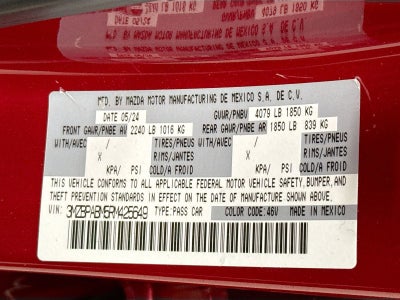 MFD. BY MAZDA MOTOR MANUFACTURING DE MEXICO S.A. DE C.V.
DATE 05/24 GVWR/PNBV 4079 LB 1850 KG
FRONT GAWR/PNBE AV 2240 LB 1016 KG REAR GAWR/PNBE AR 1850 LB 839 KG
WITH/AVEC / TIRES/PNEUS WITH/AVEC / TIRES/PNEUS
X RIMS/JANTES X RIMS/JANTES
KPA/ PSI COLD/A FROID KPA/ PSI COLD/A FROID
THIS VEHICLE CONFORMS TO ALL APPLICABLE FEDERAL MOTOR VEHICLE SAFETY, BUMPER, AND
THEFT PREVENTION STANDARDS IN EFFECT ON THE DATE OF MANUFACTURE SHOWN ABOVE.
VIN: 3MZBPABM5RM425649 TYPE: PASS CAR COLOR CODE: 46V MADE IN MEXICO